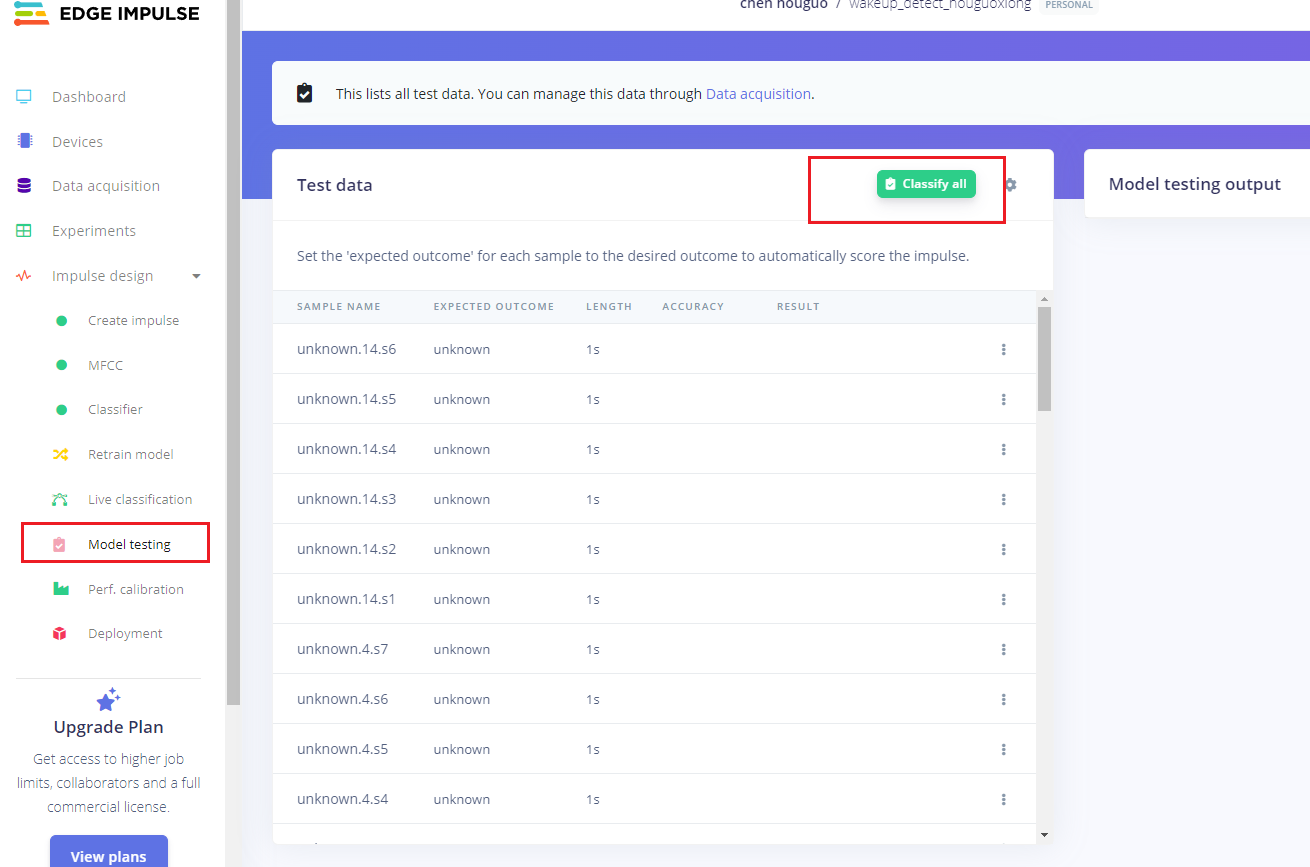 EDGE IMPULSE
chen houguo / wakeup_detect_houguoxiong PERSONAL
Dashboard
Devices
Data acquisition
Experiments
Impulse design
Create impulse
MFCC
Classifier
Retrain model
Live classification
Model testing
Perf. calibration
Deployment
Upgrade Plan
Get access to higher job
limits, collaborators and a full
commercial license.
View plans
This lists all test data. You can manage this data through Data acquisition.
Test data
Classify all
Set the 'expected outcome' for each sample to the desired outcome to automatically score the impulse.
SAMPLE NAME EXPECTED OUTCOME LENGTH ACCURACY RESULT
unknown.14.s6 unknown 1s
unknown.14.s5 unknown 1s
unknown.14.s4 unknown 1s
unknown.14.s3 unknown 1s
unknown.14.s2 unknown 1s
unknown.14.s1 unknown 1s
unknown.4.s7 unknown 1s
unknown.4.s6 unknown 1s
unknown.4.s5 unknown 1s
unknown.4.s4 unknown 1s
Model testing output